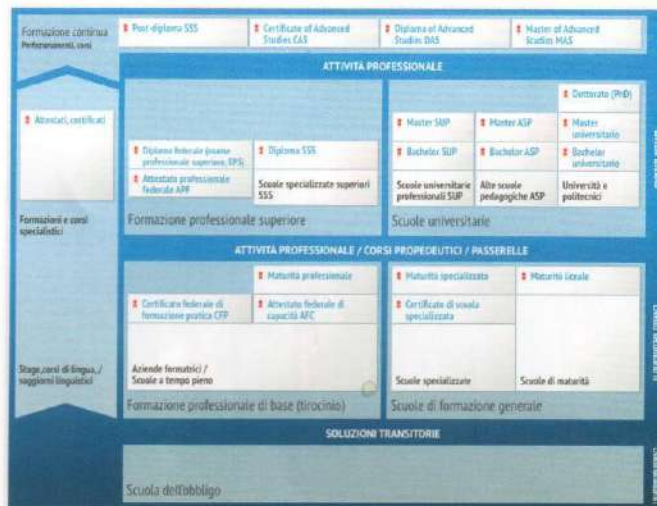 Formazione continua
Perfezionamenti, corsi
Post-diploma SSS
Certificate of Advanced
Studies CAS
Diploma of Advanced
Studies DAS
Master of Advanced
Studies MAS
ATTIVITÀ PROFESSIONALE
Attestati, certificati
Formazioni e corsi
specialistici
Diploma federale (esame
professionale superiore, EPS)
Attestato professionale
federale APF
Diploma SSS
Scuole specializzate superiori
SSS
Formazione professionale superiore
Dottorato (PhD)
Master SUP
Master ASP
Master
universitario
Bachelor SUP
Bachelor ASP
Bachelor
universitario
Scuole universitarie
professionali SUP
Alte scuole
pedagogiche ASP
Università e
politecnici
Scuole universitarie
ATTIVITÀ PROFESSIONALE / CORSI PROPEDEUTICI / PASSERELLE
Stage, corsi di lingua, /
soggiorni linguistici
Maturità professionale
Certificato federale di
formazione pratica CFP
Attestato federale di
capacità AFC
Aziende formatrici /
Scuole a tempo pieno
Formazione professionale di base (tirocinio)
Maturità specializzata
Maturità liceale
Certificato di scuola
specializzata
Scuole specializzate
Scuole di maturità
Scuole di formazione generale
SOLUZIONI TRANSITORIE
Scuola dell'obbligo